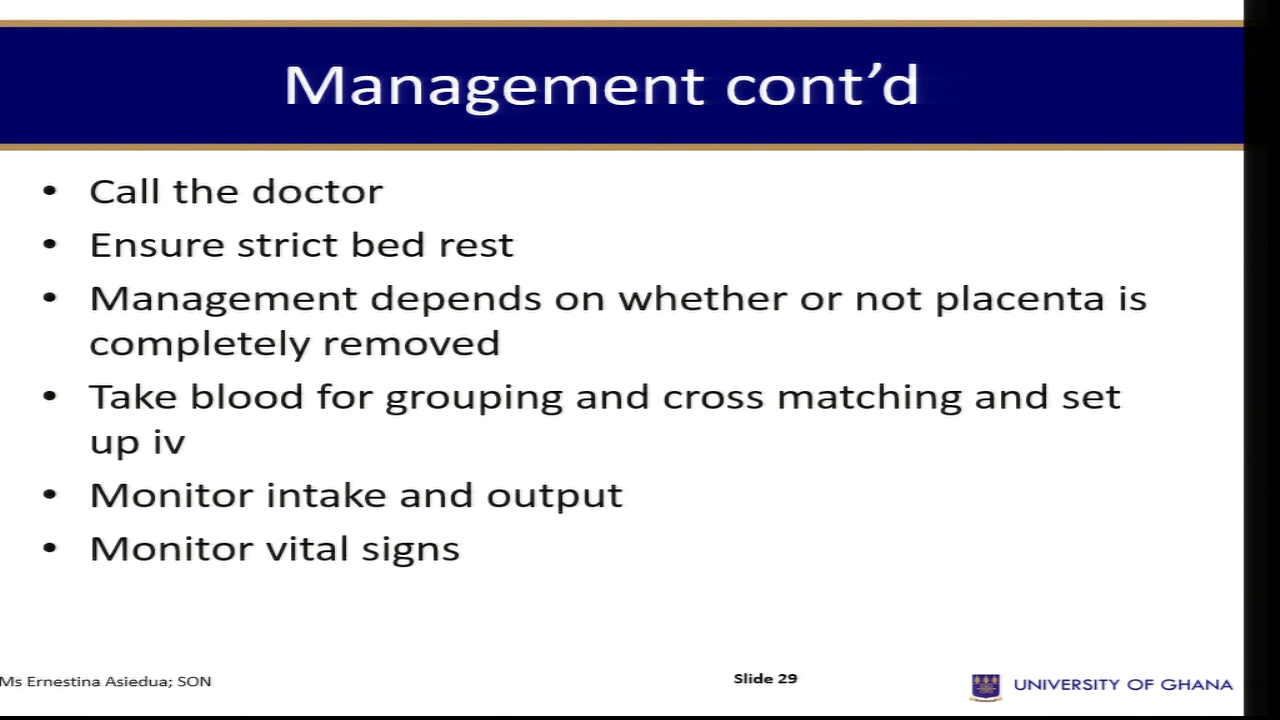 Management cont’d
• Call the doctor
• Ensure strict bed rest
• Management depends on whether or not placenta is
completely removed
• Take blood for grouping and cross matching and set
up iv
• Monitor intake and output
• Monitor vital signs
Ms Ernestina Asiedua; SON
Slide 29
UNIVERSITY OF GHANA